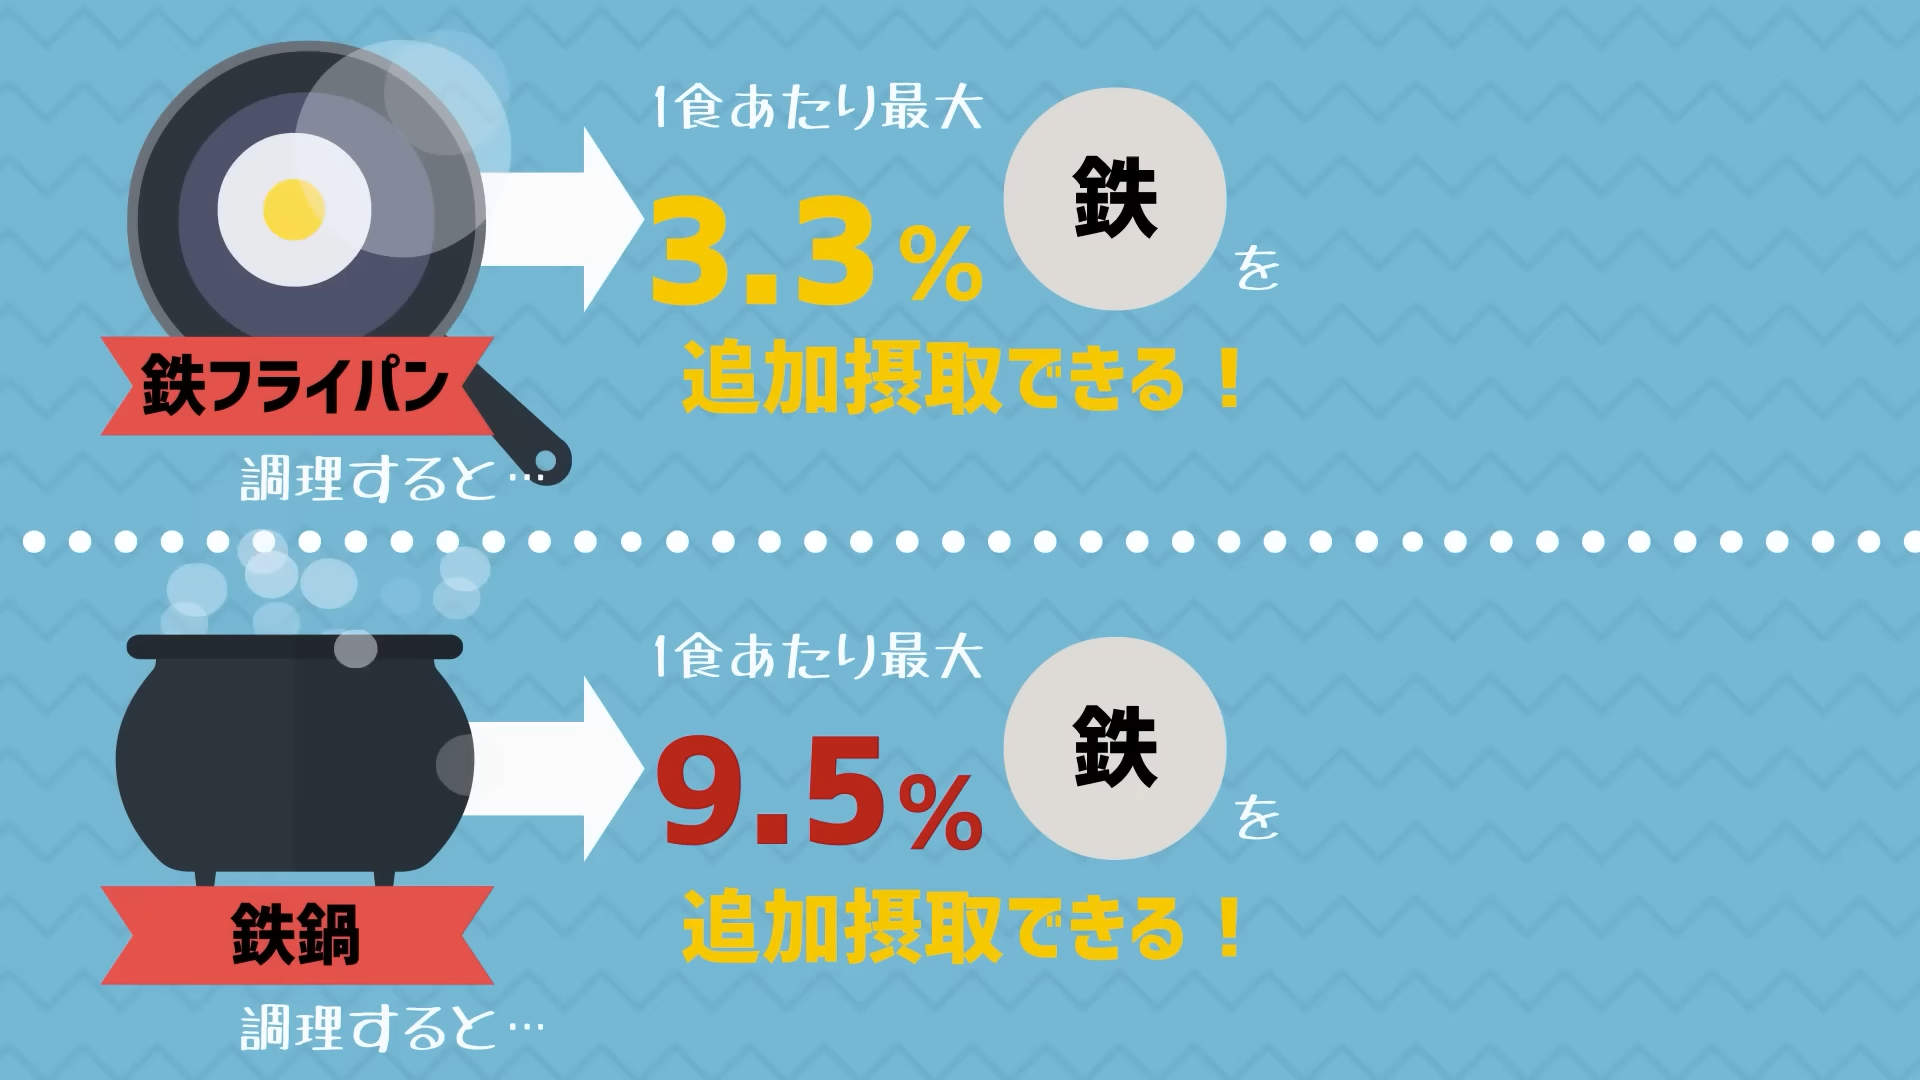 1食あたり最大
3.3%
鉄
を
追加摂取できる！
鉄フライパン
調理すると…
1食あたり最大
9.5%
鉄
を
追加摂取できる！
鉄鍋
調理すると…